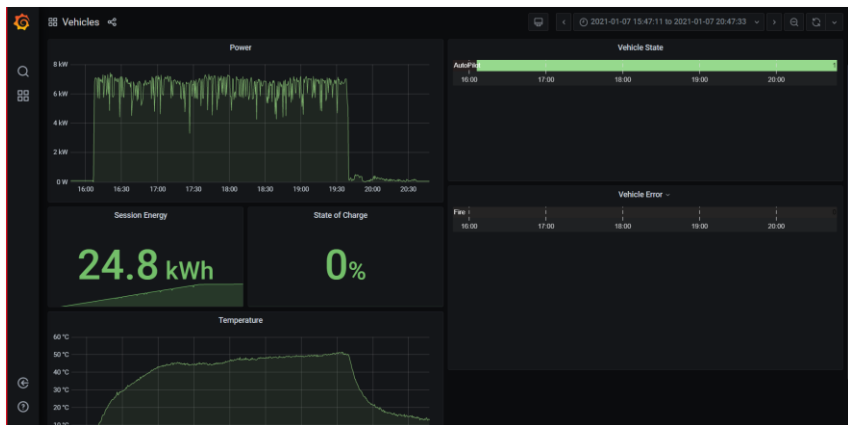 Vehicles
2021-01-07 15:47:11 to 2021-01-07 20:47:33
Power
8 kW
6 kW
4 kW
2 kW
0 W
16:00 16:30 17:00 17:30 18:00 18:30 19:00 19:30 20:00 20:30
Vehicle State
AutoPilot
16:00 17:00 18:00 19:00 20:00
Vehicle Error
Fire
16:00 17:00 18:00 19:00 20:00
Session Energy
24.8 kWh
State of Charge
0%
Temperature
60 °C
50 °C
40 °C
30 °C
20 °C
10 °C